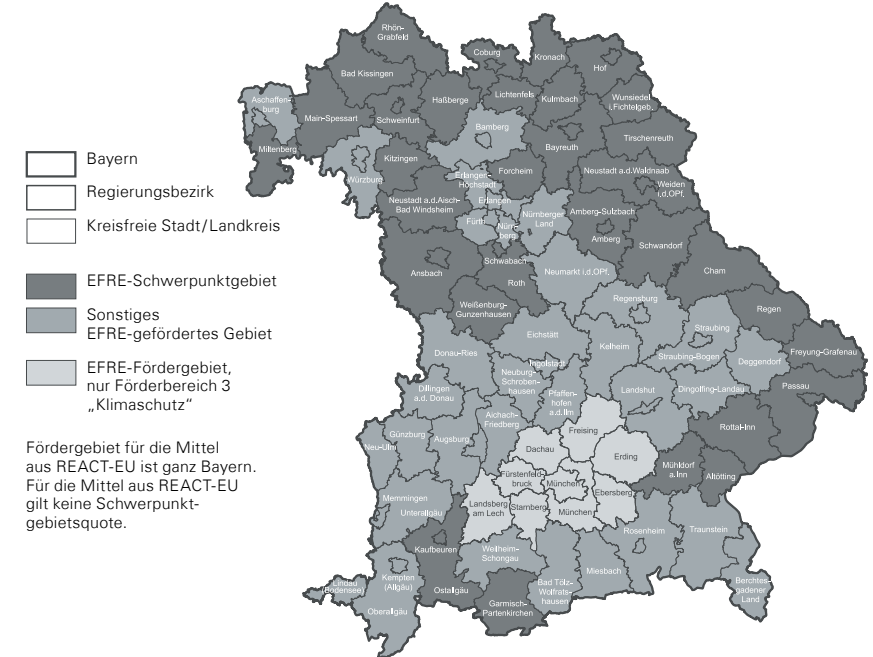 Rhön-
Grabfeld
Coburg
Kronach
Hof
Bad Kissingen
Lichtenfels
Kulmbach
Wunsiedel
i.Fichtelgeb.
Aschaffen-
burg
Main-Spessart
Schweinfurt
Haßberge
Bamberg
Tirschenreuth
Bayreuth
Miltenberg
Kitzingen
Würzburg
Erlangen-
Höchstadt
Forchheim
Neustadt a.d.Waldnaab
Weiden
i.d.OPf.
Neustadt a.d.Aisch-
Bad Windsheim
Erlangen
Fürth
Nürn-
berg
Nürnberger
Land
Amberg-Sulzbach
Amberg
Schwandorf
Ansbach
Schwabach
Roth
Neumarkt i.d.OPf.
Cham
Weißenburg-
Gunzenhausen
Regensburg
Regen
Eichstätt
Straubing
Kelheim
Straubing-Bogen
Freyung-Grafenau
Deggendorf
Donau-Ries
Ingolstadt
Neuburg-
Schroben-
hausen
Passau
Dillingen
a.d. Donau
Pfaffen-
hofen
a.d.Ilm
Landshut
Dingolfing-Landau
Aichach-
Friedberg
Rottal-Inn
Günzburg
Augsburg
Freising
Neu-Ulm
Dachau
Erding
Mühldorf
a.Inn
Altötting
Fürstenfeld-
bruck
München
Ebersberg
Landsberg
am Lech
Starnberg
München
Memmingen
Unterallgäu
Rosenheim
Traunstein
Kaufbeuren
Weilheim-
Schongau
Miesbach
Bad Tölz-
Wolfrats-
hausen
Berchtes-
gadener
Land
Lindau
(Bodensee)
Kempten
(Allgäu)
Oberallgäu
Ostallgäu
Garmisch-
Partenkirchen
Bayern
Regierungsbezirk
Kreisfreie Stadt/Landkreis
EFRE-Schwerpunktgebiet
Sonstiges
EFRE-gefördertes Gebiet
EFRE-Fördergebiet,
nur Förderbereich 3
„Klimaschutz“
Fördergebiet für die Mittel
aus REACT-EU ist ganz Bayern.
Für die Mittel aus REACT-EU
gilt keine Schwerpunkt-
gebietsquote.